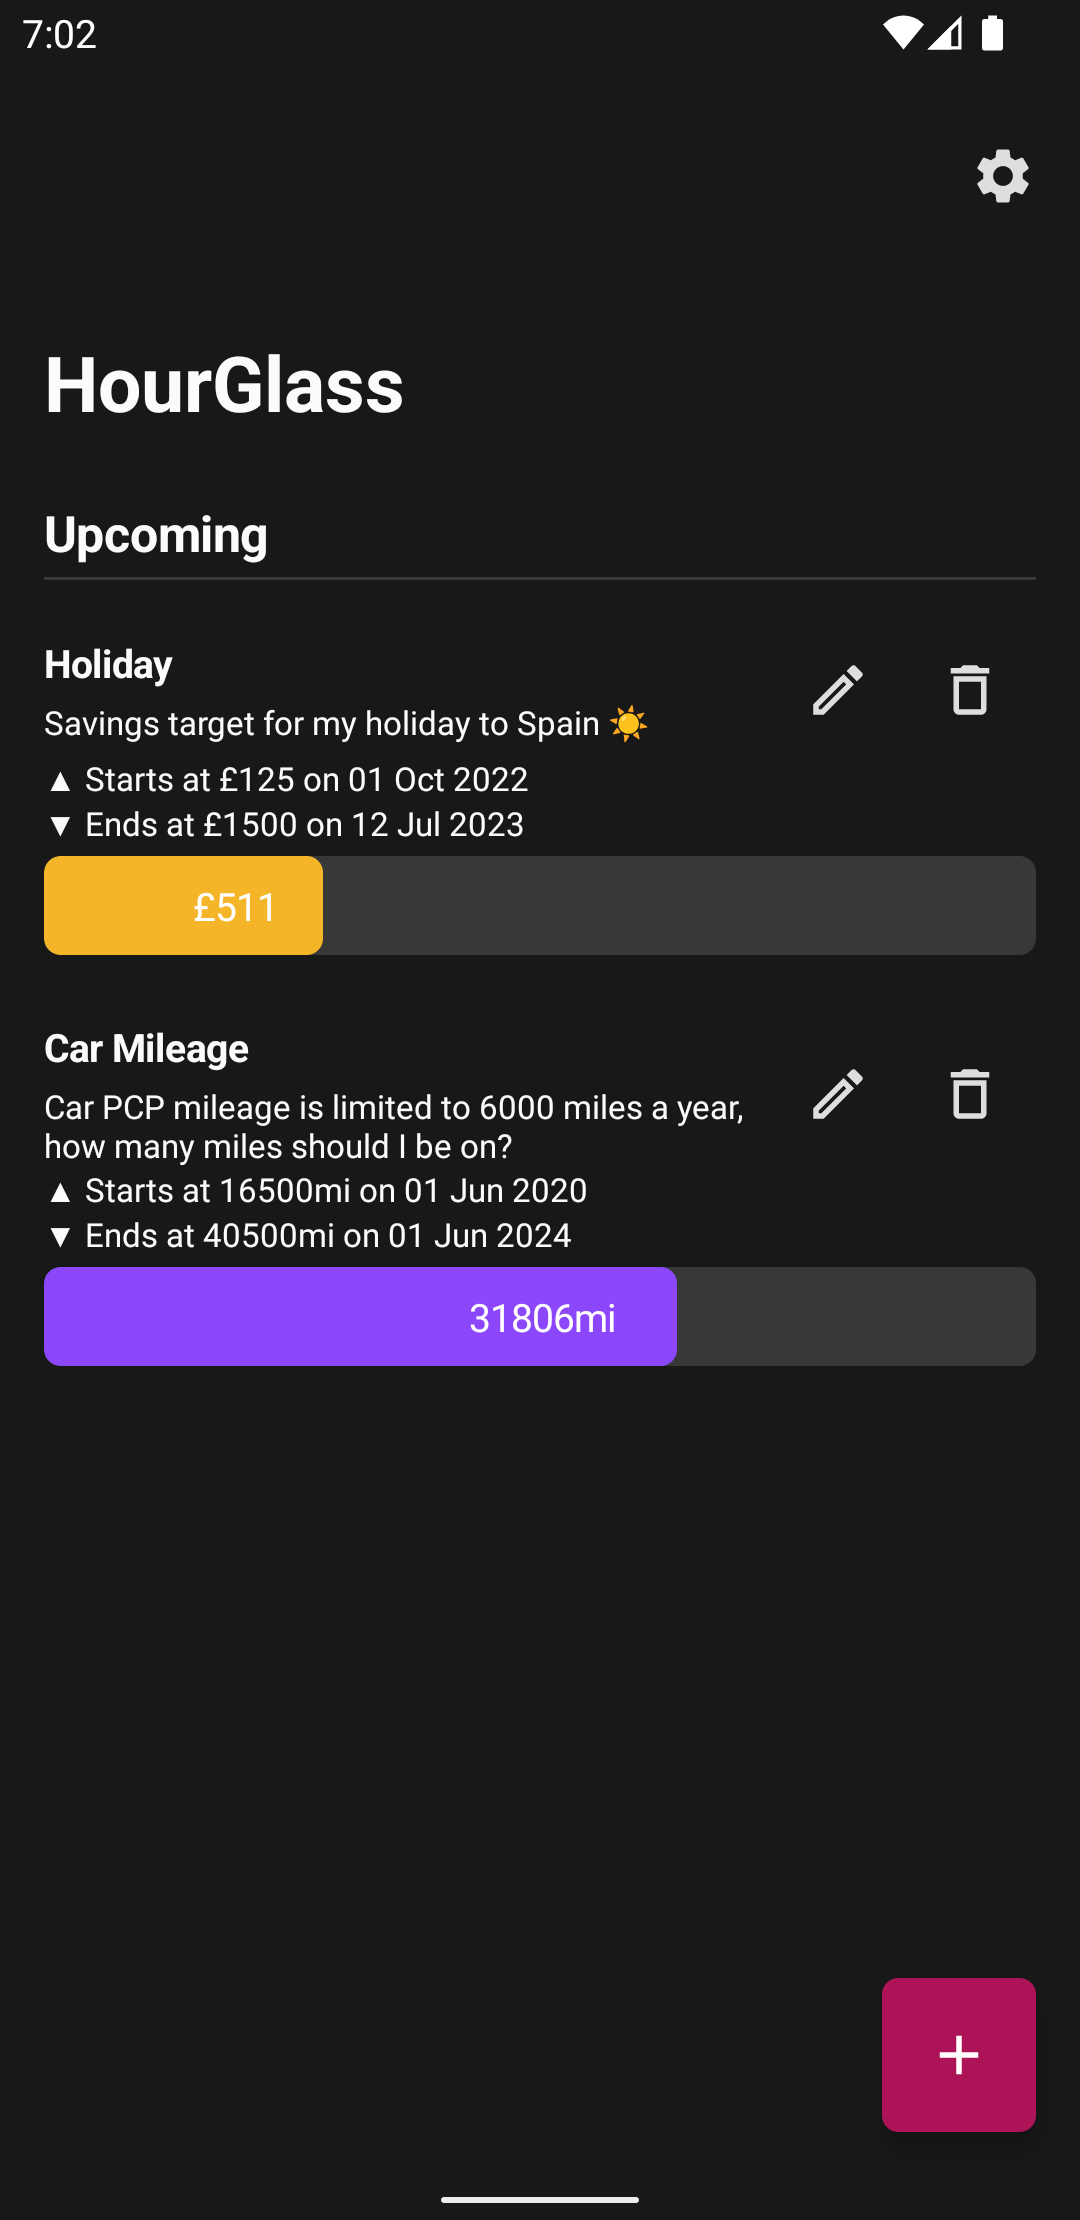 7:02
HourGlass
Upcoming
Holiday
Savings target for my holiday to Spain ☀️
▲ Starts at £125 on 01 Oct 2022
▼ Ends at £1500 on 12 Jul 2023
£511
Car Mileage
Car PCP mileage is limited to 6000 miles a year,
how many miles should I be on?
▲ Starts at 16500mi on 01 Jun 2020
▼ Ends at 40500mi on 01 Jun 2024
31806mi
+